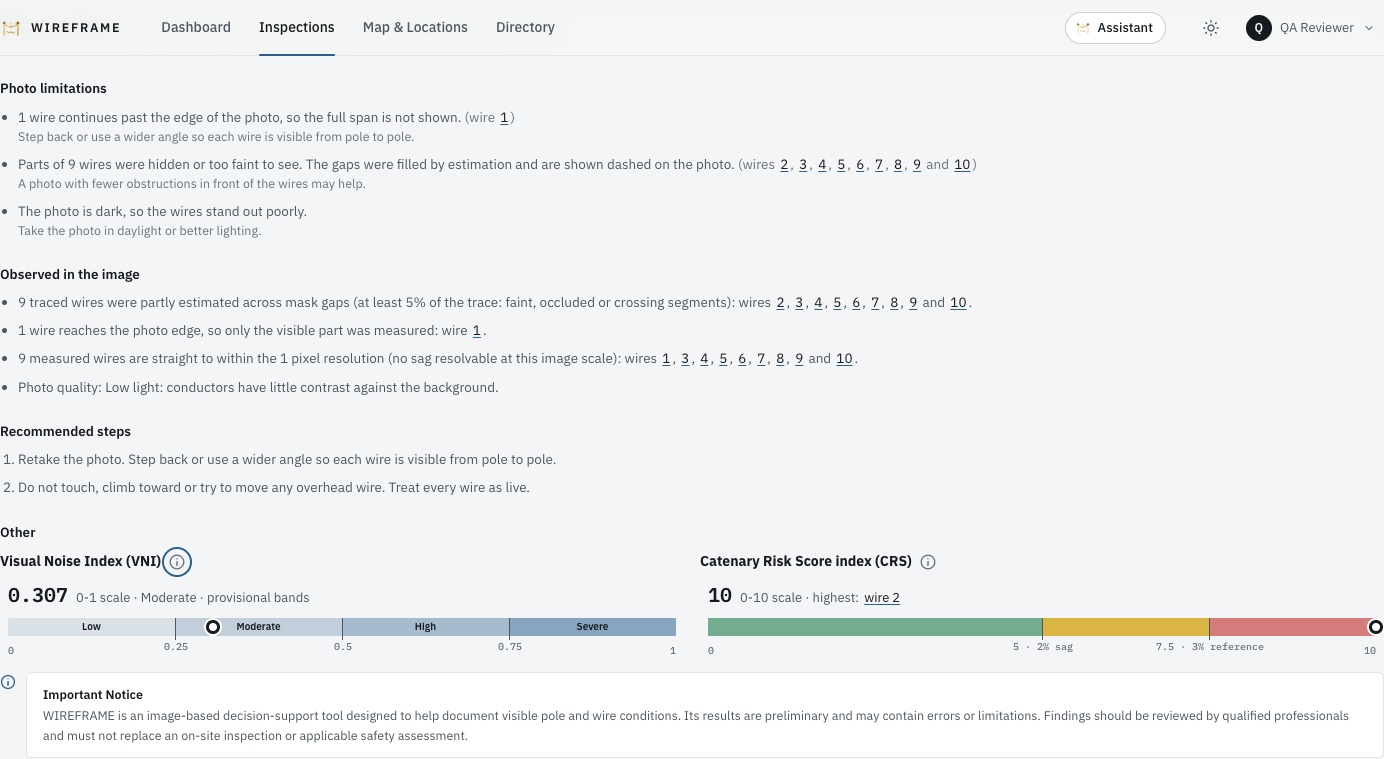 WIREFRAME
Dashboard
Inspections
Map & Locations
Directory
Assistant
Q
QA Reviewer
Photo limitations
1 wire continues past the edge of the photo, so the full span is not shown. (wire 1)
Step back or use a wider angle so each wire is visible from pole to pole.
Parts of 9 wires were hidden or too faint to see. The gaps were filled by estimation and are shown dashed on the photo. (wires 2, 3, 4, 5, 6, 7, 8, 9 and 10)
A photo with fewer obstructions in front of the wires may help.
The photo is dark, so the wires stand out poorly.
Take the photo in daylight or better lighting.
Observed in the image
9 traced wires were partly estimated across mask gaps (at least 5% of the trace: faint, occluded or crossing segments): wires 2, 3, 4, 5, 6, 7, 8, 9 and 10.
1 wire reaches the photo edge, so only the visible part was measured: wire 1.
9 measured wires are straight to within the 1 pixel resolution (no sag resolvable at this image scale): wires 1, 3, 4, 5, 6, 7, 8, 9 and 10.
Photo quality: Low light: conductors have little contrast against the background.
Recommended steps
1. Retake the photo. Step back or use a wider angle so each wire is visible from pole to pole.
2. Do not touch, climb toward or try to move any overhead wire. Treat every wire as live.
Other
Visual Noise Index (VNI)
0.307 0-1 scale · Moderate · provisional bands
Low Moderate High Severe
0 0.25 0.5 0.75 1
Catenary Risk Score index (CRS)
10 0-10 scale · highest: wire 2
0 5 · 2% sag 7.5 · 3% reference 10
Important Notice
WIREFRAME is an image-based decision-support tool designed to help document visible pole and wire conditions. Its results are preliminary and may contain errors or limitations. Findings should be reviewed by qualified professionals
and must not replace an on-site inspection or applicable safety assessment.